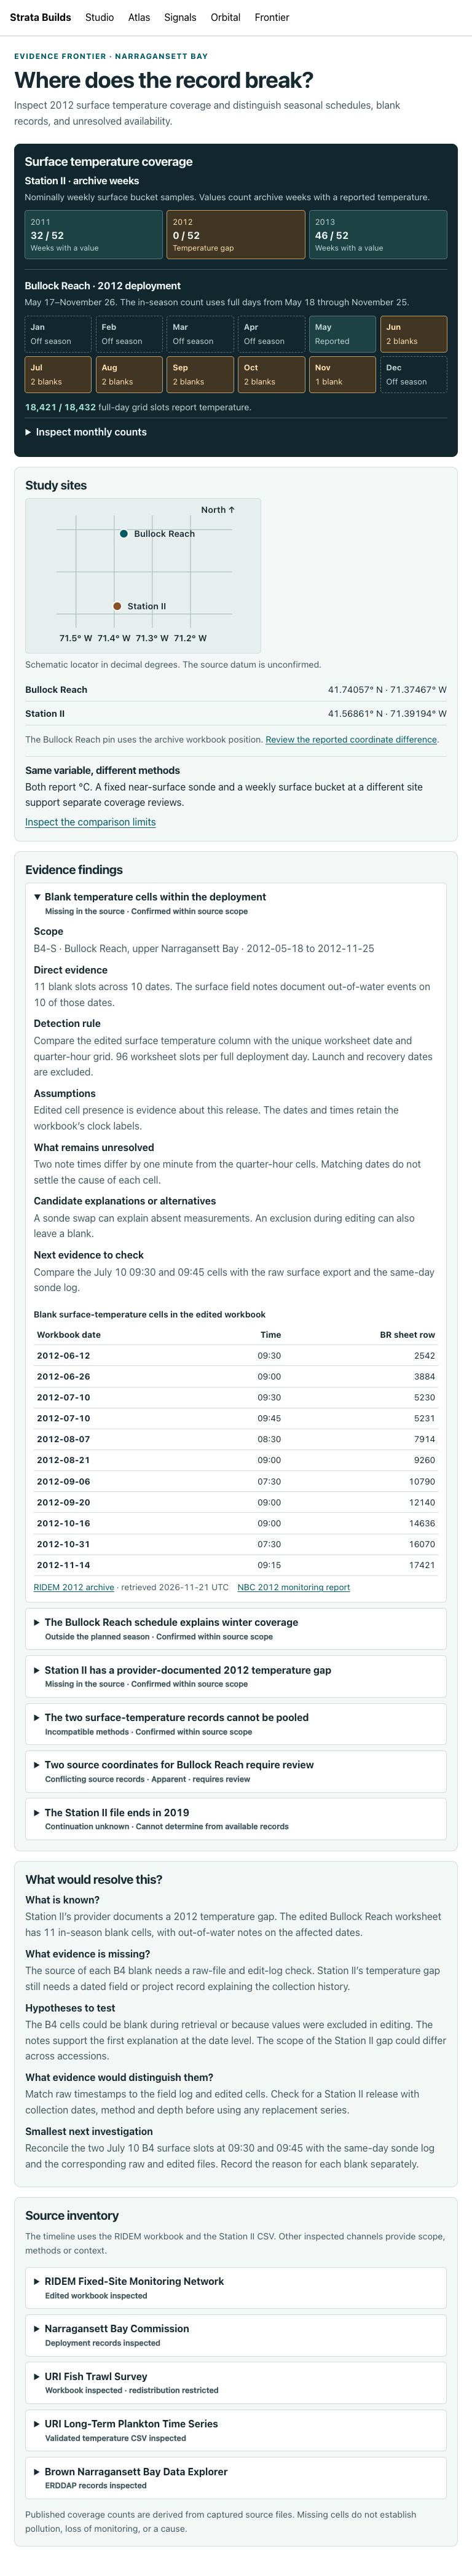 Strata Builds Studio Atlas Signals Orbital Frontier
EVIDENCE FRONTIER · NARRAGANSETT BAY
Where does the record break?
Inspect 2012 surface temperature coverage and distinguish seasonal schedules, blank
records, and unresolved availability.
Surface temperature coverage
Station II · archive weeks
Nominally weekly surface bucket samples. Values count archive weeks with a reported temperature.
2011
32 / 52
Weeks with a value
2012
0 / 52
Temperature gap
2013
46 / 52
Weeks with a value
Bullock Reach · 2012 deployment
May 17–November 26. The in-season count uses full days from May 18 through November 25.
Jan
Off season
Feb
Off season
Mar
Off season
Apr
Off season
May
Reported
Jun
2 blanks
Jul
2 blanks
Aug
2 blanks
Sep
2 blanks
Oct
2 blanks
Nov
1 blank
Dec
Off season
18,421 / 18,432 full-day grid slots report temperature.
▶ Inspect monthly counts
Study sites
North ↑
Bullock Reach
Station II
71.5° W 71.4° W 71.3° W 71.2° W
Schematic locator in decimal degrees. The source datum is unconfirmed.
Bullock Reach 41.74057° N · 71.37467° W
Station II 41.56861° N · 71.39194° W
The Bullock Reach pin uses the archive workbook position. Review the reported coordinate difference.
Same variable, different methods
Both report °C. A fixed near-surface sonde and a weekly surface bucket at a different site
support separate coverage reviews.
Inspect the comparison limits
Evidence findings
▼ Blank temperature cells within the deployment
Missing in the source · Confirmed within source scope
Scope
B4-S · Bullock Reach, upper Narragansett Bay · 2012-05-18 to 2012-11-25
Direct evidence
11 blank slots across 10 dates. The surface field notes document out-of-water events on
10 of those dates.
Detection rule
Compare the edited surface temperature column with the unique worksheet date and
quarter-hour grid. 96 worksheet slots per full deployment day. Launch and recovery dates
are excluded.
Assumptions
Edited cell presence is evidence about this release. The dates and times retain the
workbook's clock labels.
What remains unresolved
Two note times differ by one minute from the quarter-hour cells. Matching dates do not
settle the cause of each cell.
Candidate explanations or alternatives
A sonde swap can explain absent measurements. An exclusion during editing can also
leave a blank.
Next evidence to check
Compare the July 10 09:30 and 09:45 cells with the raw surface export and the same-day
sonde log.
Blank surface-temperature cells in the edited workbook
Workbook date Time BR sheet row
2012-06-12 09:30 2542
2012-06-26 09:00 3884
2012-07-10 09:30 5230
2012-07-10 09:45 5231
2012-08-07 08:30 7914
2012-08-21 09:00 9260
2012-09-06 07:30 10790
2012-09-20 09:00 12140
2012-10-16 09:00 14636
2012-10-31 07:30 16070
2012-11-14 09:15 17421
RIDEM 2012 archive · retrieved 2026-11-21 UTC NBC 2012 monitoring report
▶ The Bullock Reach schedule explains winter coverage
Outside the planned season · Confirmed within source scope
▶ Station II has a provider-documented 2012 temperature gap
Missing in the source · Confirmed within source scope
▶ The two surface-temperature records cannot be pooled
Incompatible methods · Confirmed within source scope
▶ Two source coordinates for Bullock Reach require review
Conflicting source records · Apparent · requires review
▶ The Station II file ends in 2019
Continuation unknown · Cannot determine from available records
What would resolve this?
What is known?
Station II's provider documents a 2012 temperature gap. The edited Bullock Reach worksheet
has 11 in-season blank cells, with out-of-water notes on the affected dates.
What evidence is missing?
The source of each B4 blank needs a raw-file and edit-log check. Station II's temperature gap
still needs a dated field or project record explaining the collection history.
Hypotheses to test
The B4 cells could be blank during retrieval or because values were excluded in editing. The
notes support the first explanation at the date level. The scope of the Station II gap could differ
across accessions.
What evidence would distinguish them?
Match raw timestamps to the field log and edited cells. Check for a Station II release with
collection dates, method and depth before using any replacement series.
Smallest next investigation
Reconcile the two July 10 B4 surface slots at 09:30 and 09:45 with the same-day sonde log
and the corresponding raw and edited files. Record the reason for each blank separately.
Source inventory
The timeline uses the RIDEM workbook and the Station II CSV. Other inspected channels provide scope,
methods or context.
▶ RIDEM Fixed-Site Monitoring Network
Edited workbook inspected
▶ Narragansett Bay Commission
Deployment records inspected
▶ URI Fish Trawl Survey
Workbook inspected · redistribution restricted
▶ URI Long-Term Plankton Time Series
Validated temperature CSV inspected
▶ Brown Narragansett Bay Data Explorer
ERDDAP records inspected
Published coverage counts are derived from captured source files. Missing cells do not establish
pollution, loss of monitoring, or a cause.